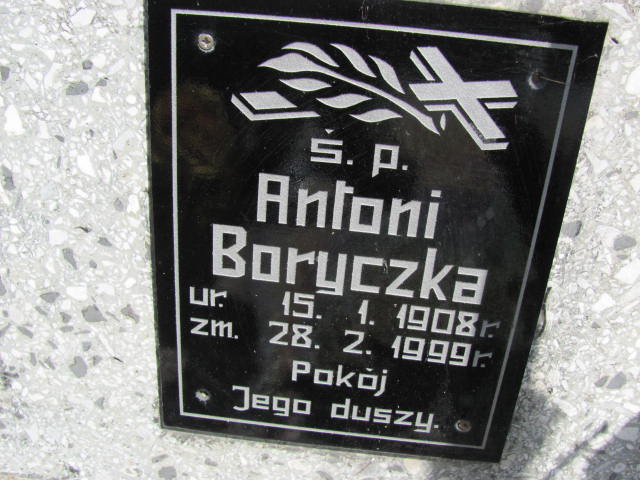 Ś. p.
Antoni
Boryczka
ur. 15. 1. 1908r.
zm. 28. 2. 1999r.
Pokój
Jego duszy.